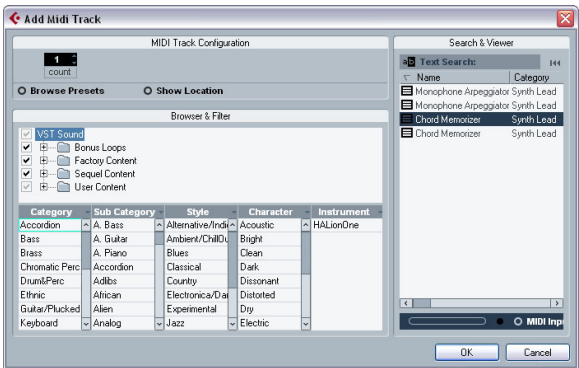 Add Midi Track
MIDI Track Configuration
1
count
Browse Presets Show Location
Browser & Filter
VST Sound
Bonus Loops
Factory Content
Sequel Content
User Content
Category Sub Category Style Character Instrument
Accordion A. Bass Alternative/Indi Acoustic HALionOne
Bass A. Guitar Ambient/ChillOu Bright
Brass A. Piano Blues Clean
Chromatic Perc Accordion Classical Dark
Drum&Perc Adlibs Country Dissonant
Ethnic African Electronica/Dan Distorted
Guitar/Plucked Alien Experimental Dry
Keyboard Analog Jazz Electric
Search & Viewer
ab Text Search:
Name Category
Monophone Arpeggiator Synth Lead
Monophone Arpeggiator Synth Lead
Chord Memorizer Synth Lead
Chord Memorizer Synth Lead
MIDI Inp
OK Cancel